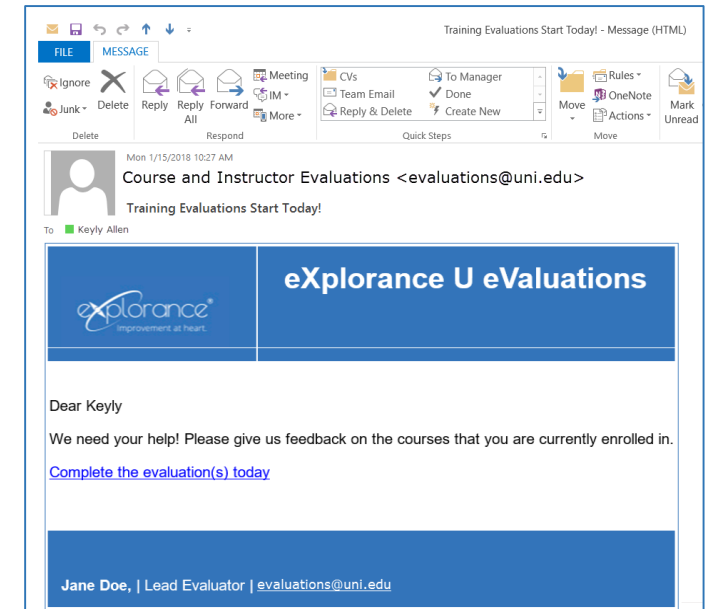 Training Evaluations Start Today! - Message (HTML)
FILE MESSAGE
Ignore
Junk
Delete
Reply
Reply All
Forward
Meeting
IM
More
CVs
Team Email
Reply & Delete
To Manager
Done
Create New
Move
Rules
OneNote
Actions
Mark Unread
Delete Respond Quick Steps Move
Mon 1/15/2018 10:27 AM
Course and Instructor Evaluations <evaluations@uni.edu>
Training Evaluations Start Today!
To Keyly Allen
eXplorance U eValuations
explorance®
improvement at heart.
Dear Keyly
We need your help! Please give us feedback on the courses that you are currently enrolled in.
Complete the evaluation(s) today
Jane Doe, | Lead Evaluator | evaluations@uni.edu